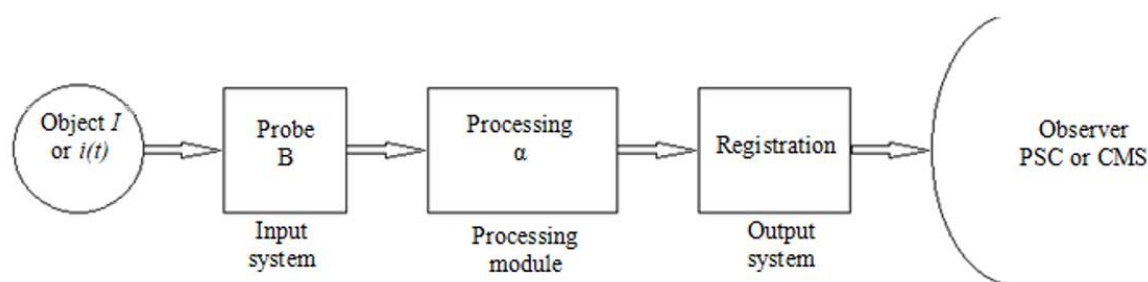 Object I
or i(t)
Probe
B
Input
system
Processing
α
Processing
module
Registration
Output
system
Observer
PSC or CMS